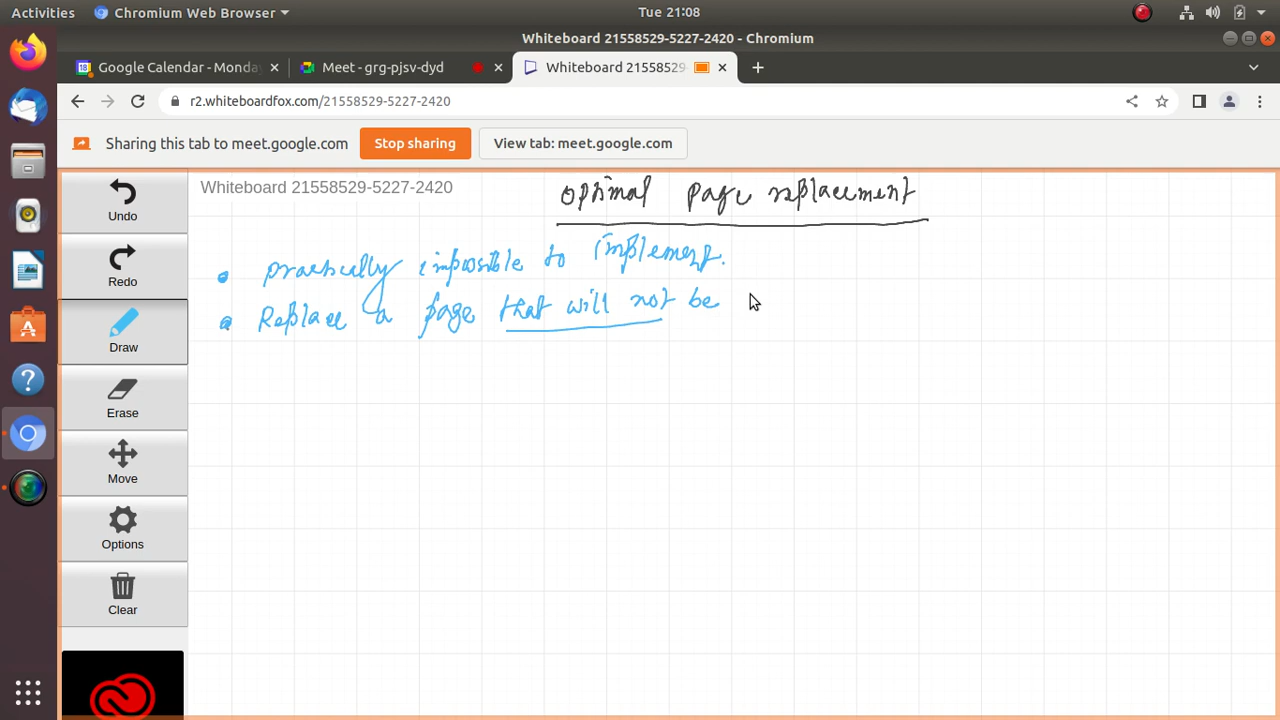 Activities
Chromium Web Browser
Tue 21:08
Whiteboard 21558529-5227-2420 - Chromium
18
Google Calendar - Monda
Meet - grg-pjsv-dyd
Whiteboard 21558529
r2.whiteboardfox.com/21558529-5227-2420
Sharing this tab to meet.google.com
Stop sharing
View tab: meet.google.com
Whiteboard 21558529-5227-2420
Undo
Redo
Draw
Erase
Move
Options
Clear
Optimal page replacement
• practically impossible to implement.
• Replace a page that will not be